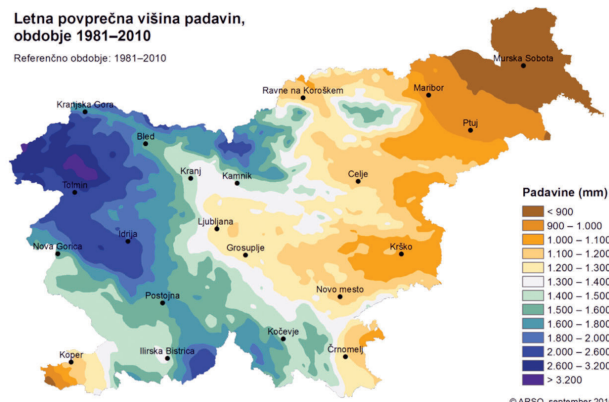 Letna povprečna višina padavin,
obdobje 1981–2010
Referenčno obdobje: 1981–2010
Murska Sobota
Ravne na Koroškem
Maribor
Kranjska Gora
Ptuj
Bled
Kranj
Kamnik
Celje
Tolmin
Ljubljana
Idrija
Nova Gorica
Grosuplje
Krško
Postojna
Novo mesto
Kočevje
Ilirska Bistrica
Črnomelj
Koper
Padavine (mm)
< 900
900 – 1.000
1.000 – 1.100
1.100 – 1.200
1.200 – 1.300
1.300 – 1.400
1.400 – 1.500
1.500 – 1.600
1.600 – 1.800
1.800 – 2.000
2.000 – 2.600
2.600 – 3.200
> 3.200
© ARSO, september